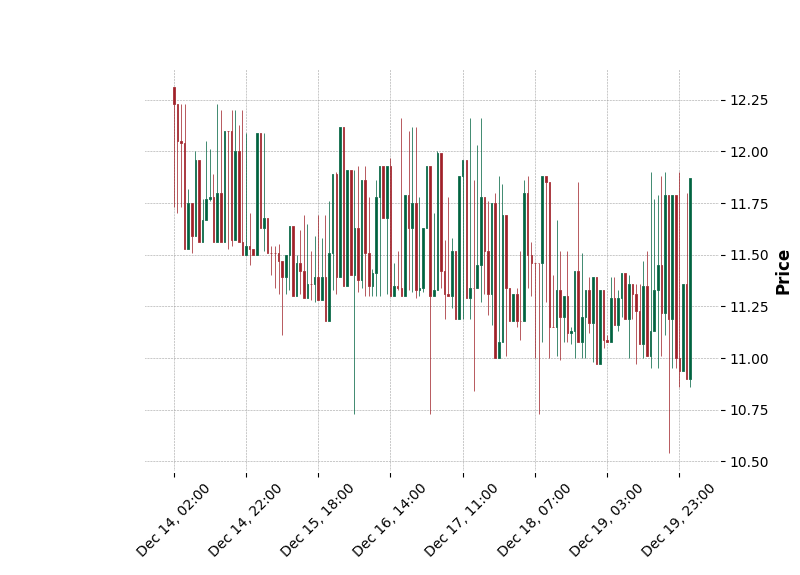 12.25
12.00
11.75
11.50
11.25
11.00
10.75
10.50
Price
Dec 14, 02:00
Dec 14, 22:00
Dec 15, 18:00
Dec 16, 14:00
Dec 17, 11:00
Dec 18, 07:00
Dec 19, 03:00
Dec 19, 23:00